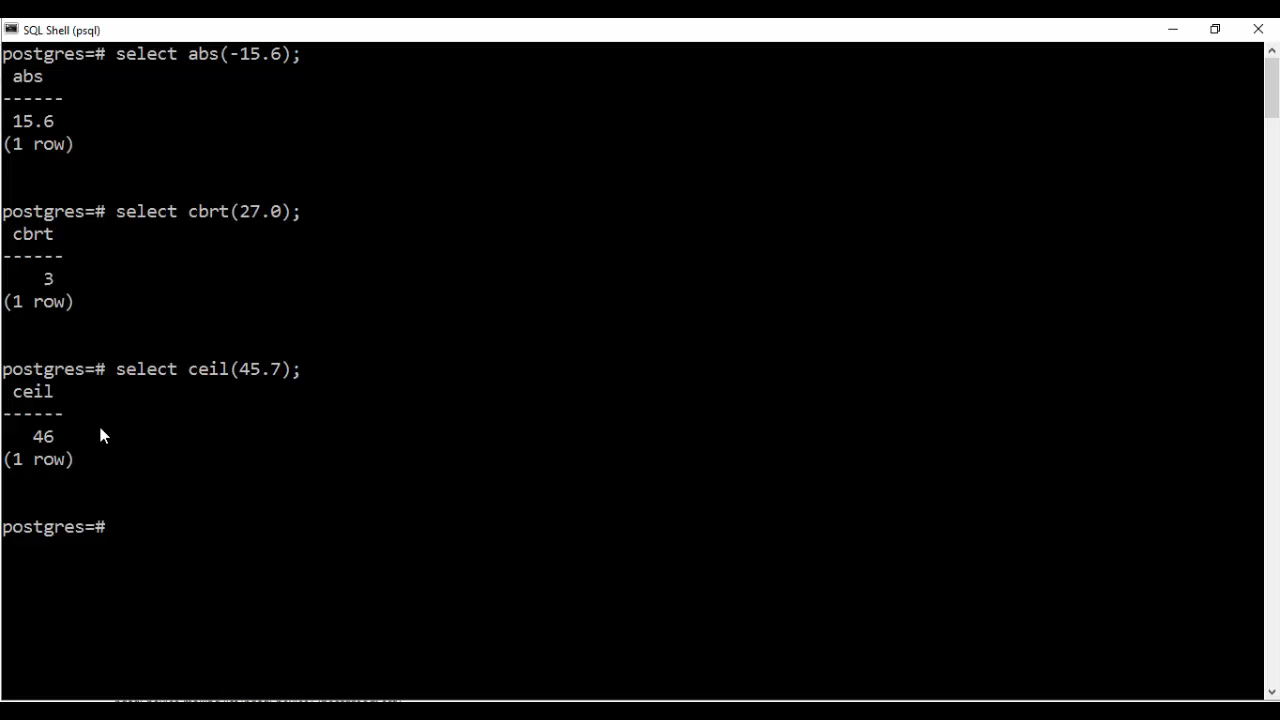 SQL Shell (psql)
postgres=# select abs(-15.6);
abs
------
15.6
(1 row)
postgres=# select cbrt(27.0);
cbrt
------
3
(1 row)
postgres=# select ceil(45.7);
ceil
------
46
(1 row)
postgres=#